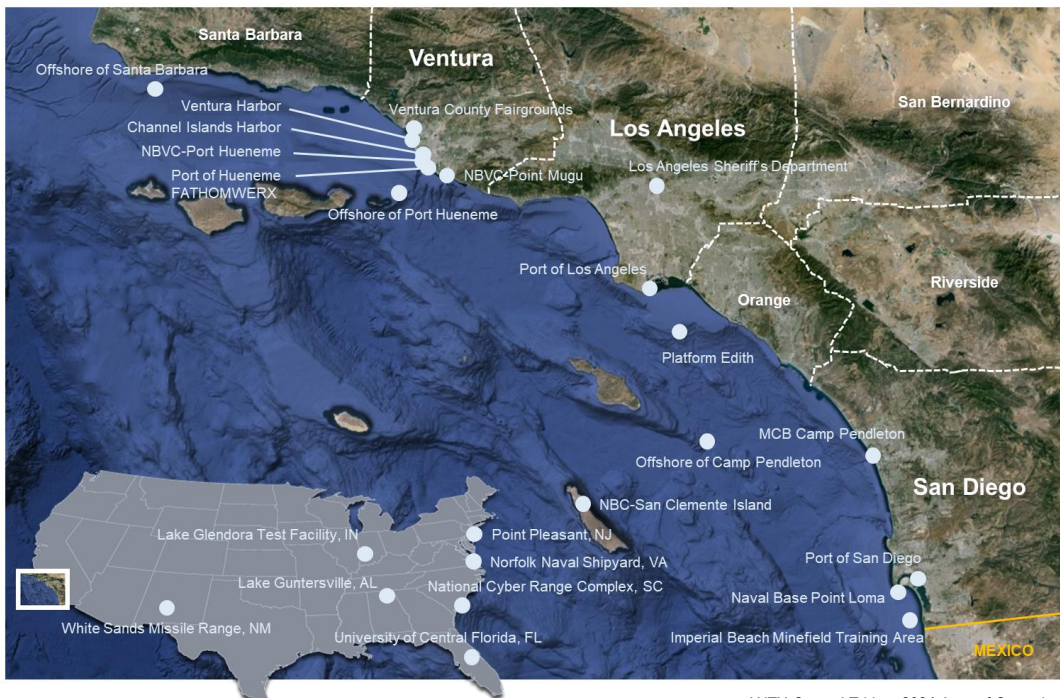 Santa Barbara
Ventura
Offshore of Santa Barbara
San Bernardino
Ventura Harbor
Ventura County Fairgrounds
Channel Islands Harbor
Los Angeles
NBVC-Port Hueneme
Los Angeles Sheriff's Department
Port of Hueneme
NBVC-Point Mugu
FATHOMWERX
Offshore of Port Hueneme
Port of Los Angeles
Riverside
Orange
Platform Edith
MCB Camp Pendleton
Offshore of Camp Pendleton
San Diego
NBC-San Clemente Island
Lake Glendora Test Facility, IN
Point Pleasant, NJ
Norfolk Naval Shipyard, VA
Port of San Diego
Lake Guntersville, AL
National Cyber Range Complex, SC
Naval Base Point Loma
White Sands Missile Range, NM
University of Central Florida, FL
Imperial Beach Minefield Training Area
MEXICO